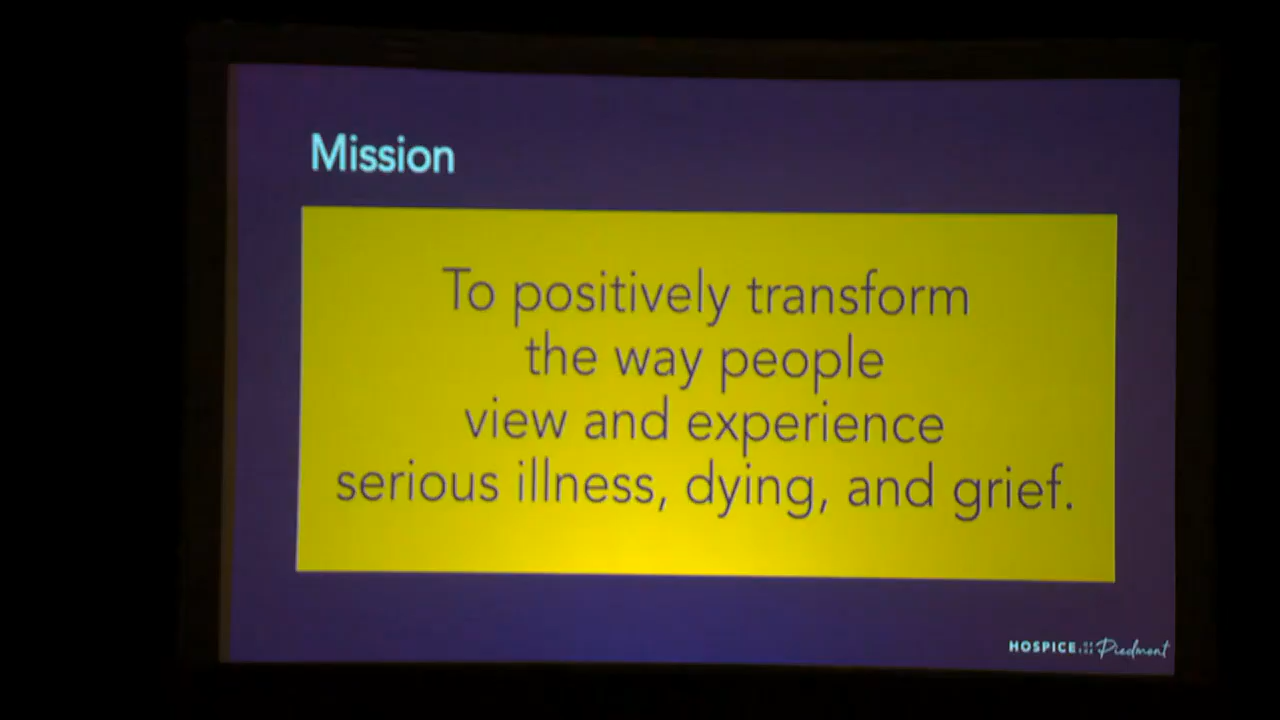 Mission
To positively transform
the way people
view and experience
serious illness, dying, and grief.
HOSPICE Piedmont